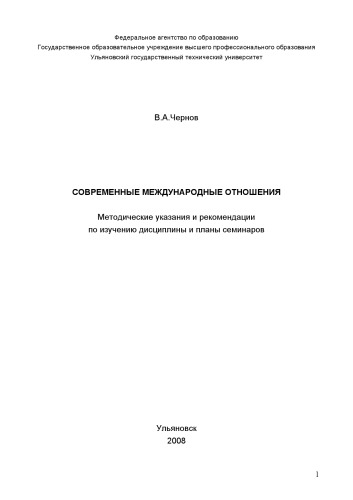 Федеральное агентство по образованию
Государственное образовательное учреждение высшего профессионального образования
Ульяновский государственный технический университет
В.А.Чернов
СОВРЕМЕННЫЕ МЕЖДУНАРОДНЫЕ ОТНОШЕНИЯ
Методические указания и рекомендации
по изучению дисциплины и планы семинаров
Ульяновск
2008
1